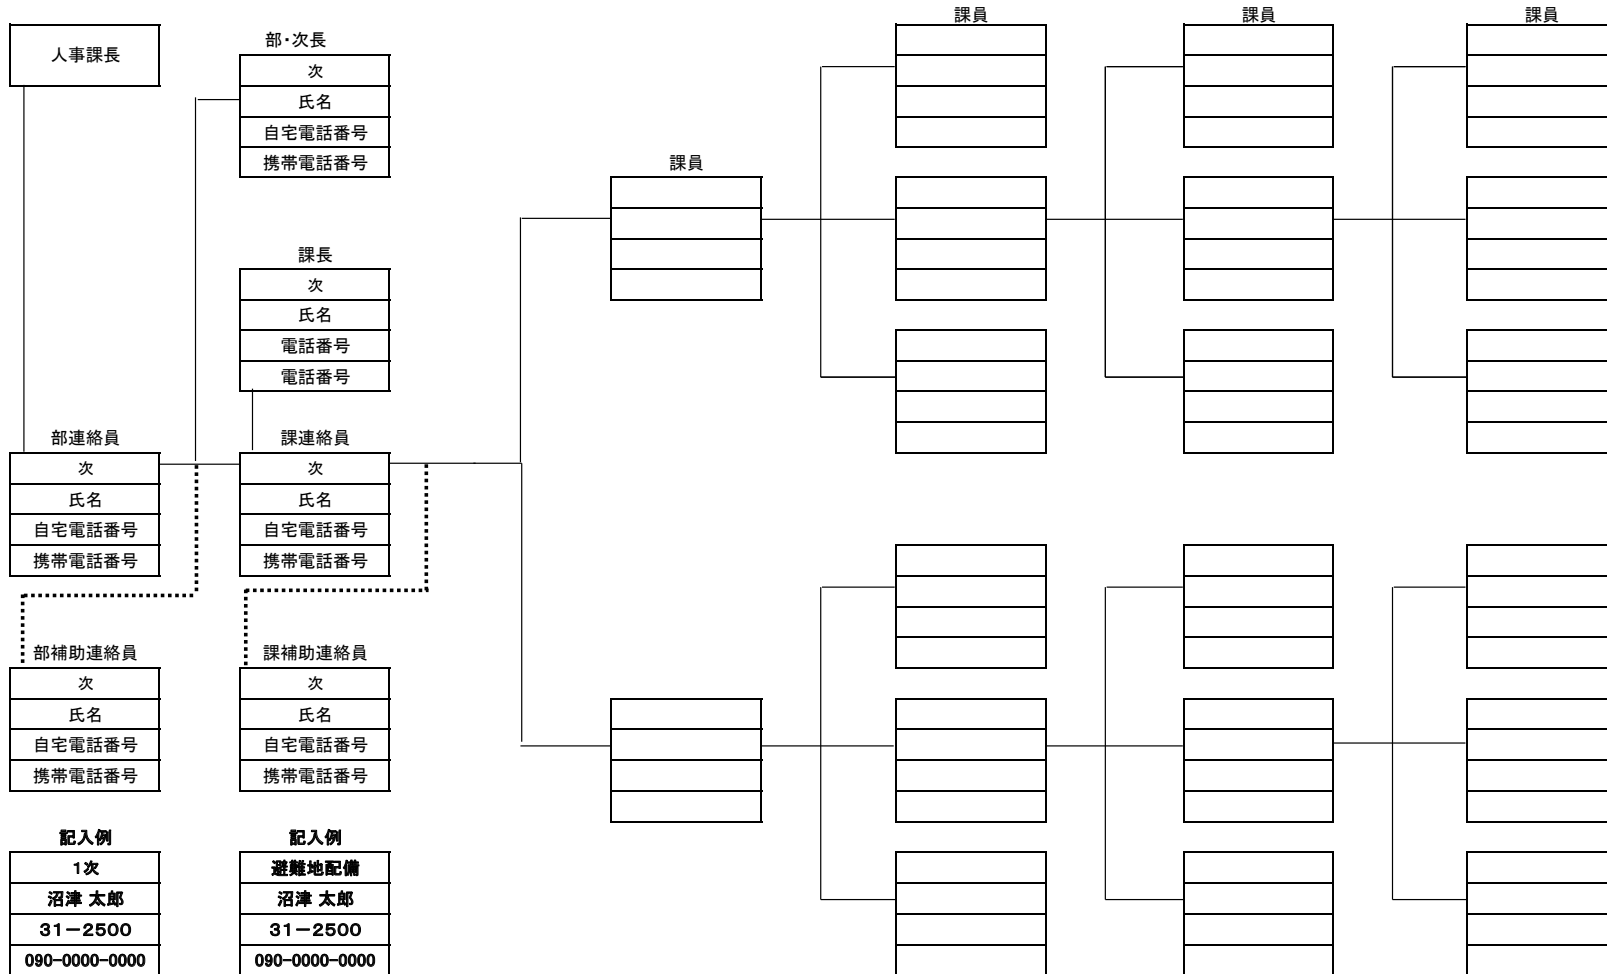 課員
課員
課員
人事課長
部・次長
次
氏名
自宅電話番号
携帯電話番号
課員
課長
次
氏名
電話番号
電話番号
部連絡員
次
氏名
自宅電話番号
携帯電話番号
課連絡員
次
氏名
自宅電話番号
携帯電話番号
部補助連絡員
次
氏名
自宅電話番号
携帯電話番号
課補助連絡員
次
氏名
自宅電話番号
携帯電話番号
記入例
1次
沼津 太郎
31－2500
090-0000-0000
記入例
避難地配備
沼津 太郎
31－2500
090-0000-0000